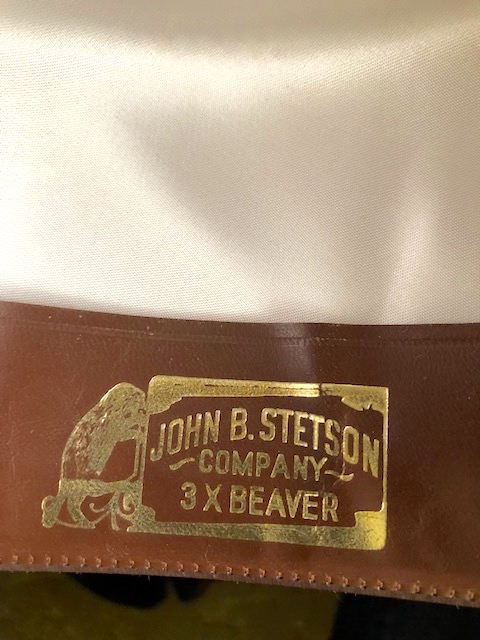 JOHN B. STETSON
~COMPANY~
3 X BEAVER